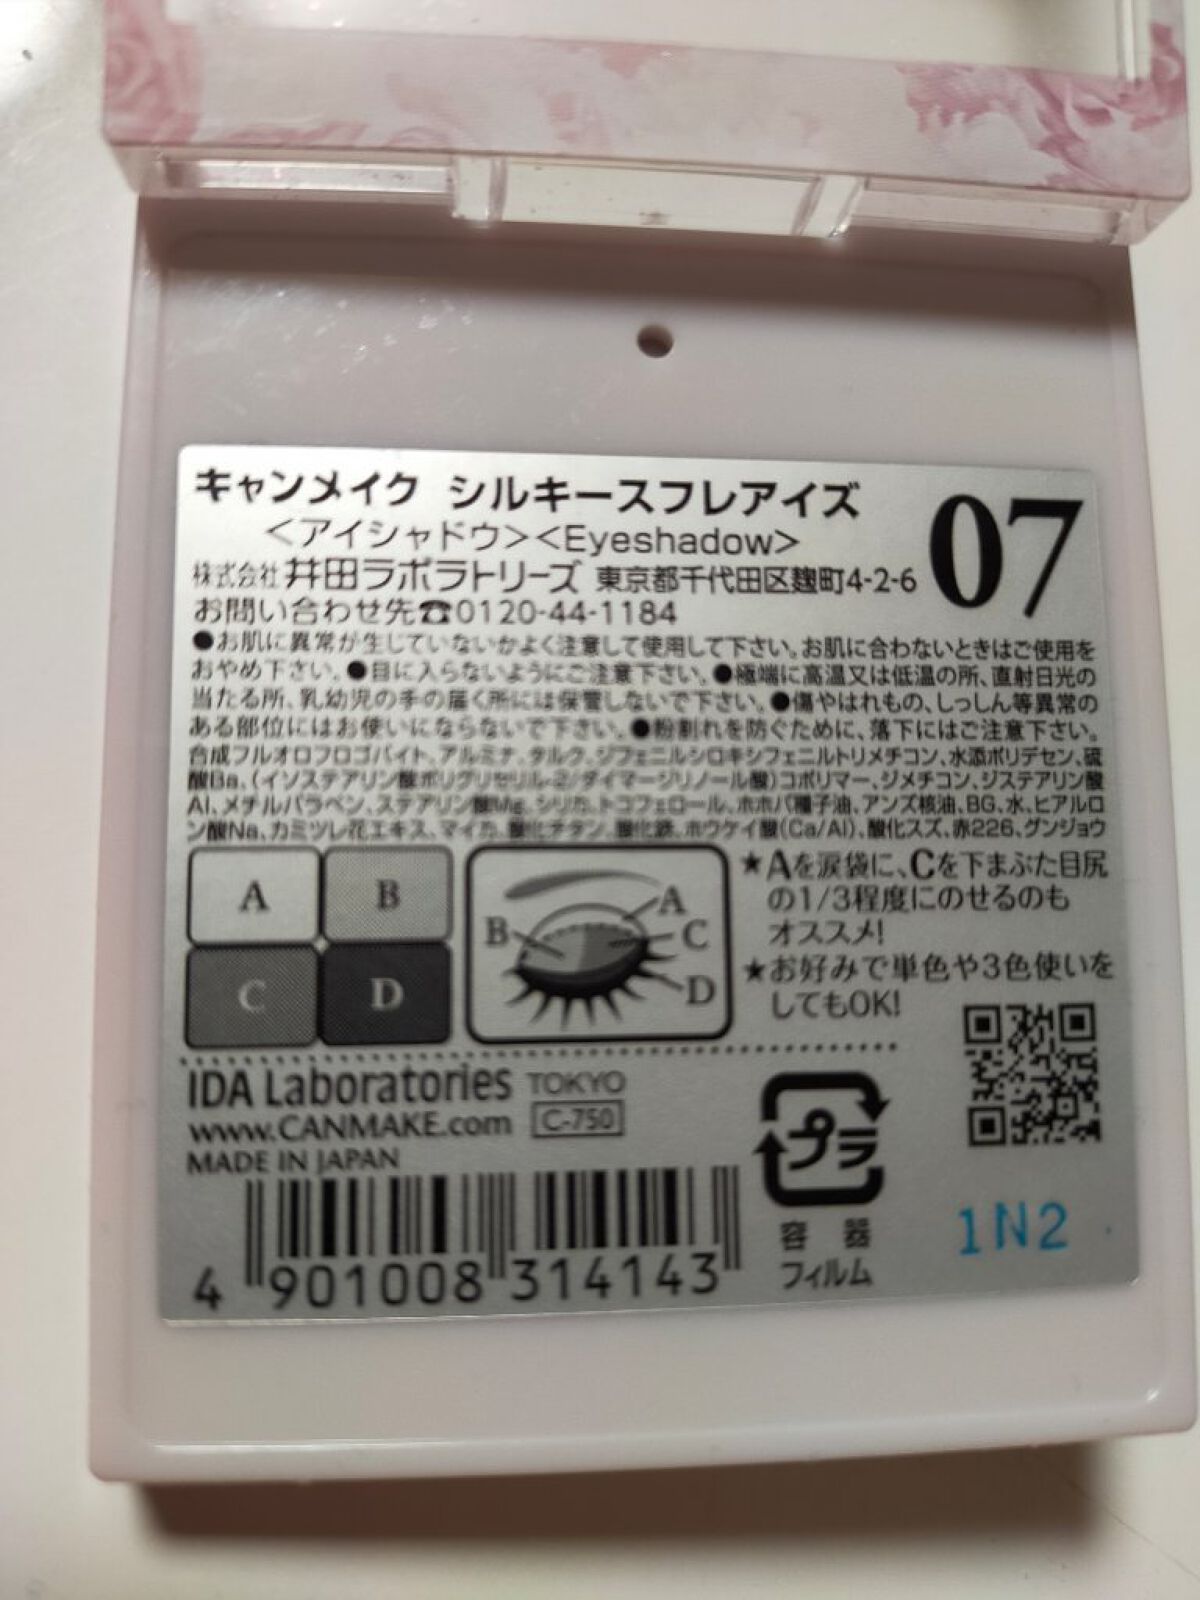 キャンメイク シルキースフレアイズ
07
<アイシャドウ><Eyeshadow>
株式会社 井田ラボラトリーズ 東京都千代田区麹町4-2-6
お問い合わせ先☎0120-44-1184
●お肌に異常が生じていないかよく注意して使用して下さい。お肌に合わないときはご使用を
おやめ下さい。●目に入らないようにご注意下さい。●極端に高温又は低温の所、直射日光の
当たる所、乳幼児の手の届く所には保管しないで下さい。●傷やはれもの、しっしん等異常の
ある部位にはお使いにならないで下さい。●粉割れを防ぐために、落下にはご注意下さい。
合成フルオロフロゴパイト、アルミナ、タルク、ジフェニルシロキシフェニルトリメチコン、水添ポリデセン、硫
酸Ba、(イソステアリン酸ポリグリセリル-2/ダイマージリノール酸)コポリマー、ジメチコン、ジステアリン酸
Al、メチルパラベン、ステアリン酸Mg、シリカ、トコフェロール、ホホバ種子油、アンズ核油、BG、水、ヒアルロ
ン酸Na、カミツレ花エキス、マイカ、酸化チタン、酸化鉄、ホウケイ酸(Ca/Al)、酸化スズ、赤226、グンジョウ
A B
C D
A
B
C
D
★Aを涙袋に、Cを下まぶた目尻
の1/3程度にのせるのも
オススメ!
★お好みで単色や3色使いを
してもOK!
IDA Laboratories TOKYO
www.CANMAKE.com C-750
MADE IN JAPAN
プラ
容器
フィルム
1N2
4 901008 314143